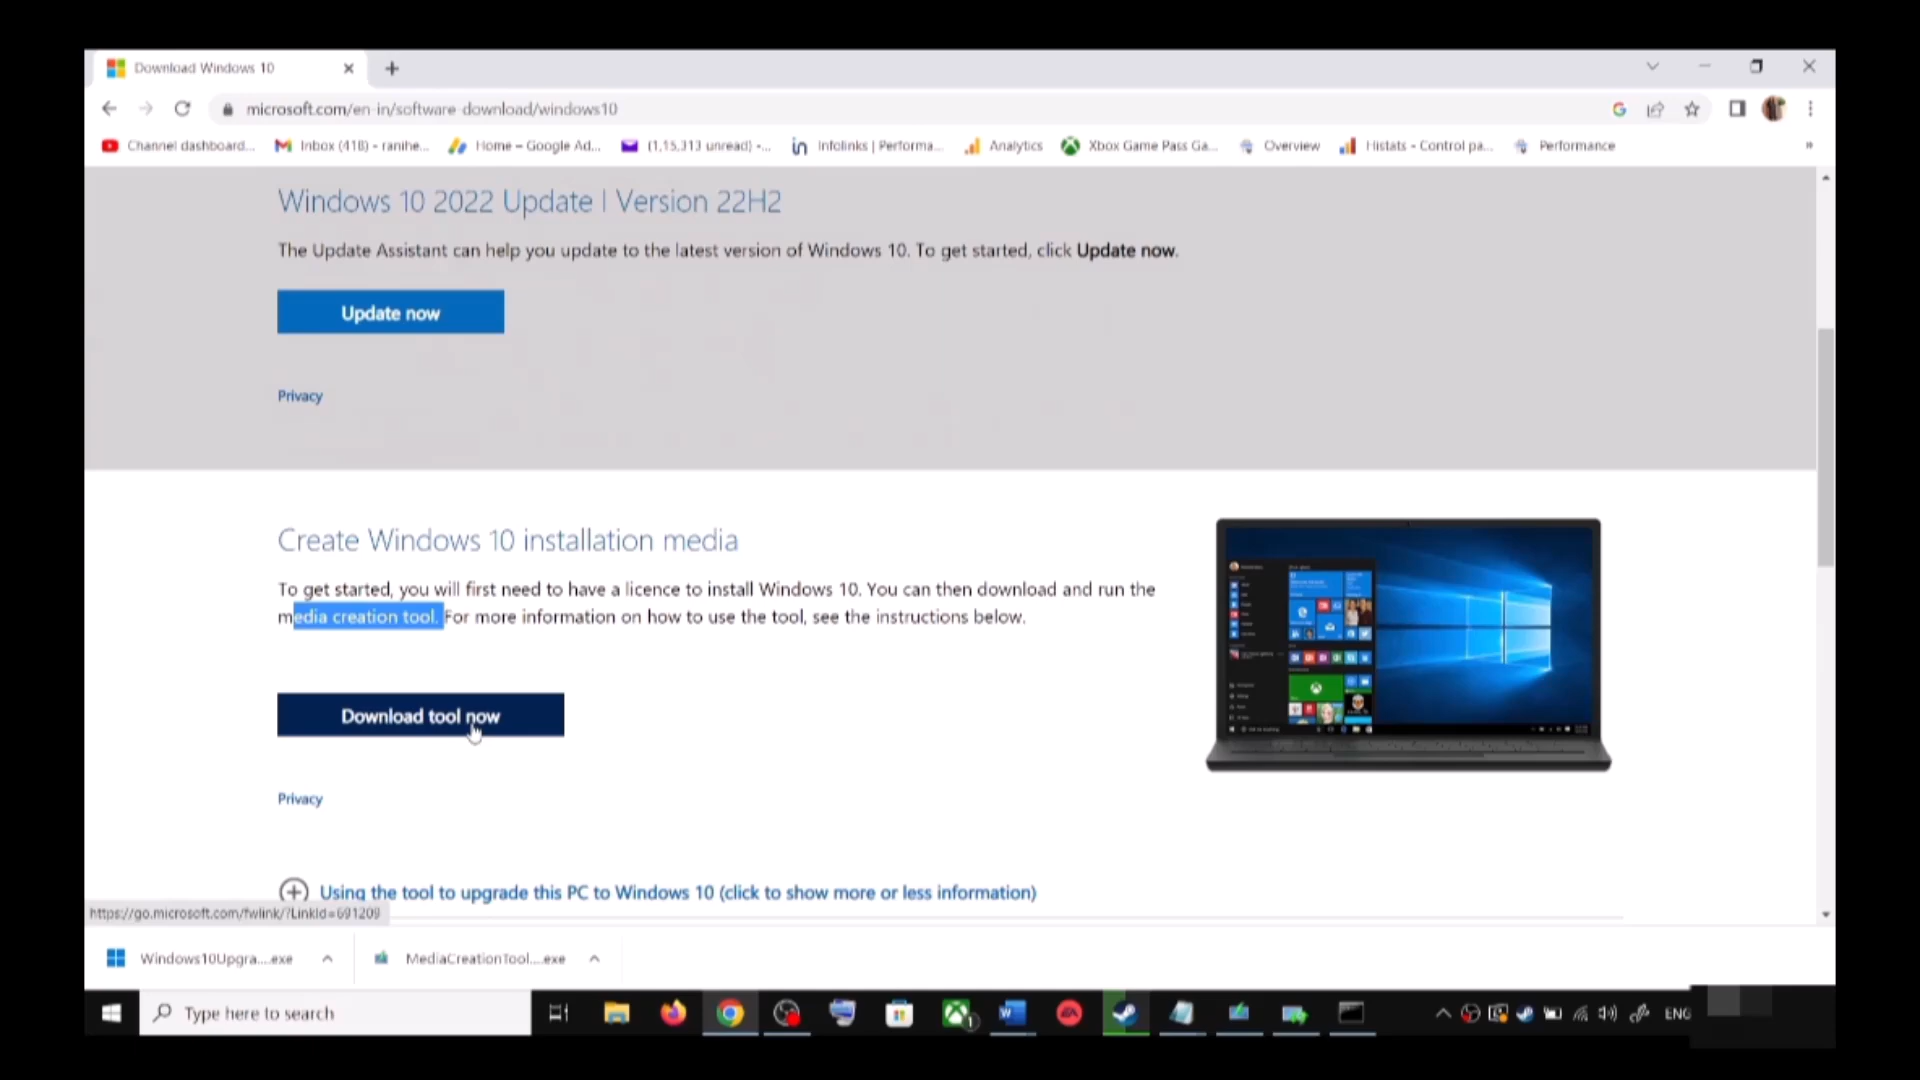 Download Windows 10
microsoft.com/en-in/software-download/windows10
Channel dashboard...
Inbox (418) - ranihe...
Home – Google Ad...
(1,15,313 unread) -...
Infolinks | Performa...
Analytics
Xbox Game Pass Ga...
Overview
Histats - Control pa...
Performance
Windows 10 2022 Update | Version 22H2
The Update Assistant can help you update to the latest version of Windows 10. To get started, click Update now.
Update now
Privacy
Create Windows 10 installation media
To get started, you will first need to have a licence to install Windows 10. You can then download and run the
media creation tool. For more information on how to use the tool, see the instructions below.
Download tool now
Privacy
Using the tool to upgrade this PC to Windows 10 (click to show more or less information)
https://go.microsoft.com/fwlink/?LinkId=691209
Windows10Upgra....exe
MediaCreationTool....exe
Type here to search
ENG